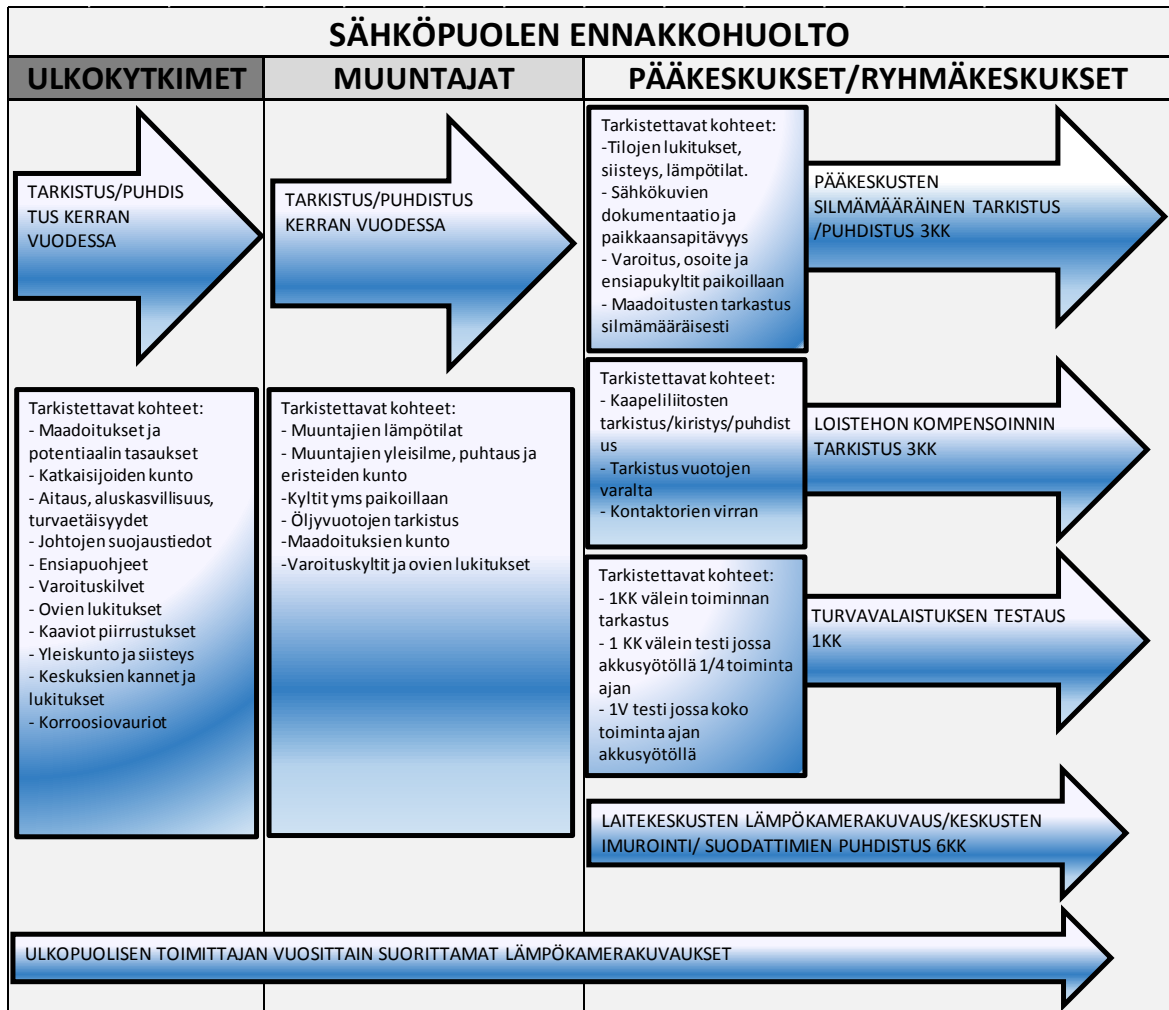 SÄHKÖPUOLEN ENNAKKOHUOLTO
ULKOKYTKIMET
MUUNTAJAT
PÄÄKESKUKSET/RYHMÄKESKUKSET
TARKISTUS/PUHDIS
TUS KERRAN
VUODESSA
Tarkistettavat kohteet:
- Maadoitukset ja
potentiaalin tasaukset
- Katkaisijoiden kunto
- Aitaus, aluskasvillisuus,
turvaetäisyydet
- Johtojen suojaustiedot
- Ensiapuohjeet
- Varoituskilvet
- Ovien lukitukset
- Kaaviot piirrustukset
- Yleiskunto ja siisteys
- Keskuksien kannet ja
lukitukset
- Korroosiovauriot
TARKISTUS/PUHDISTUS
KERRAN VUODESSA
Tarkistettavat kohteet:
- Muuntajien lämpötilat
- Muuntajien yleisilme, puhtaus ja
eristeiden kunto
-Kyltit yms paikoillaan
- Öljyvuotojen tarkistus
-Maadoituksien kunto
-Varoituskyltit ja ovien lukitukset
Tarkistettavat kohteet:
-Tilojen lukitukset,
siisteys, lämpötilat.
- Sähkökuvien
dokumentaatio ja
paikkaansapitävyys
- Varoitus, osoite ja
ensiapukyltit paikoillaan
- Maadoitusten tarkastus
silmämääräisesti
PÄÄKESKUSTEN
SILMÄMÄÄRÄINEN TARKISTUS
/PUHDISTUS 3KK
Tarkistettavat kohteet:
- Kaapeliliitosten
tarkistus/kiristys/puhdist
us
- Tarkistus vuotojen
varalta
- Kontaktorien virran
LOISTEHON KOMPENSOINNIN
TARKISTUS 3KK
Tarkistettavat kohteet:
- 1KK välein toiminnan
tarkastus
- 1 KK välein testi jossa
akkusyötöllä 1/4 toiminta
ajan
- 1V testi jossa koko
toiminta ajan
akkusyötöllä
TURVAVALAISTUKSEN TESTAUS
1KK
LAITEKESKUSTEN LÄMPÖKAMERAKUVAUS/KESKUSTEN
IMUROINTI/ SUODATTIMIEN PUHDISTUS 6KK
ULKOPUOLISEN TOIMITTAJAN VUOSITTAIN SUORITTAMAT LÄMPÖKAMERAKUVAUKSET